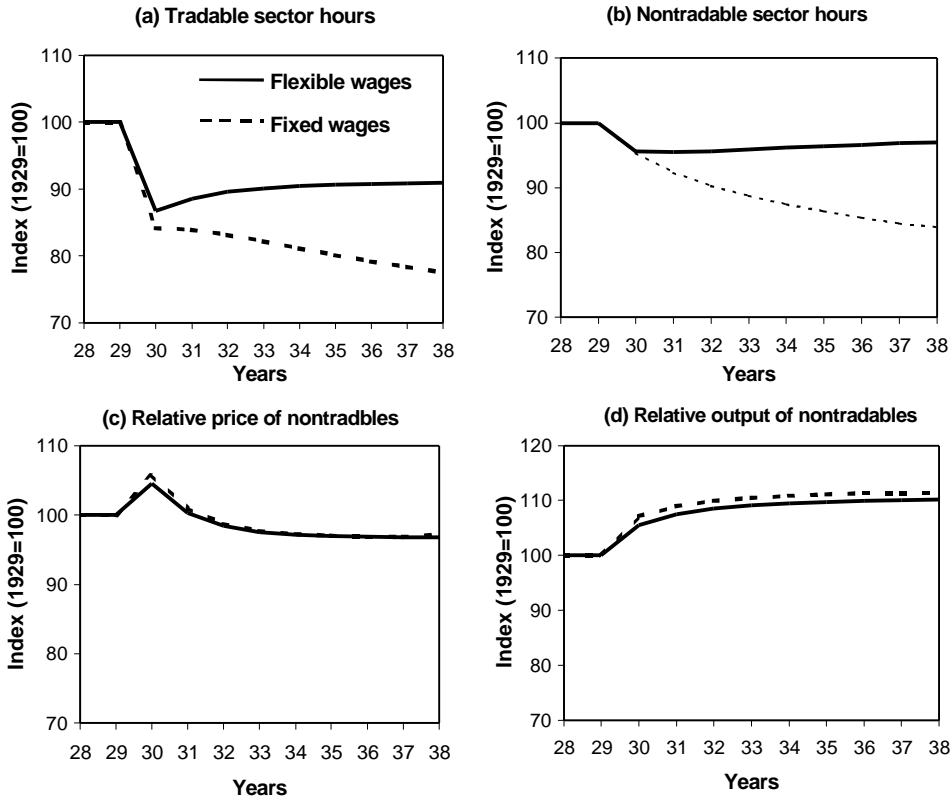 (a) Tradable sector hours
110
100
90
80
70
Index (1929=100)
Flexible wages
Fixed wages
28 29 30 31 32 33 34 35 36 37 38
Years
(b) Nontradable sector hours
110
100
90
80
70
Index (1929=100)
28 29 30 31 32 33 34 35 36 37 38
Years
(c) Relative price of nontradbles
110
100
90
80
70
Index (1929=100)
28 29 30 31 32 33 34 35 36 37 38
Years
(d) Relative output of nontradables
120
110
100
90
80
70
Index (1929=100)
28 29 30 31 32 33 34 35 36 37 38
Years